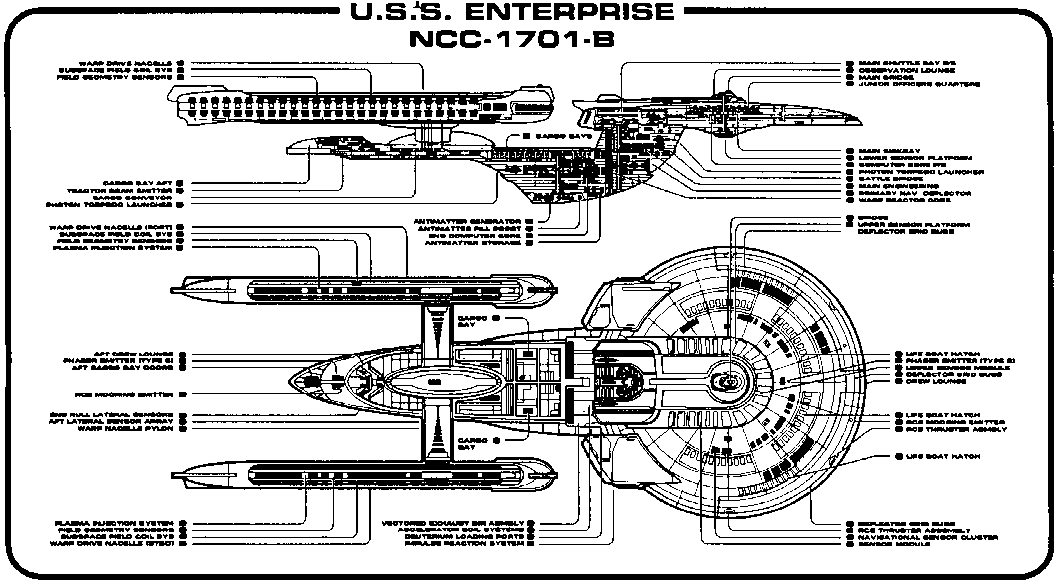 U.S.S. ENTERPRISE
NCC-1701-B
WARP DRIVE NACELLE
SUBSPACE FIELD COIL SYS
FIELD GEOMETRY SENSORS
MAIN SHUTTLE BAY
OBSERVATION LOUNGE
MAIN BRIDGE
JUNIOR OFFICERS QUARTERS
CARGO BAYS
MAIN SICKBAY
LOWER SENSOR PLATFORM
COMPUTER CORE
PHOTON TORPEDO LAUNCHER
BATTLE BRIDGE
MAIN ENGINEERING
PRIMARY NAV. DEFLECTOR
WARP REACTOR CORE
CARGO BAY AFT
TRACTOR BEAM EMITTER
CARGO CONVEYOR
PHOTON TORPEDO LAUNCHER
ANTIMATTER GENERATOR
ANTIMATTER FILL PORT
ENG COMPUTER CORE
ANTIMATTER STORAGE
BRIDGE
UPPER SENSOR PLATFORM
DEFLECTOR GRID SUBS
WARP DRIVE NACELLE (PORT)
SUBSPACE FIELD COIL SYS
FIELD GEOMETRY SENSORS
PLASMA INJECTION SYSTEM
CARGO
BAY
AFT CREW LOUNGE
PHASER EMITTER (TYPE
AFT CARGO BAY DOORS
RCS MOORING EMITTER
ENG HULL LATERAL SENSORS
AFT LATERAL SENSOR ARRAY
WARP NACELLE PYLON
LIFE BOAT HATCH
PHASER EMITTER (TYPE
UPPER SENSOR MODULE
DEFLECTOR GRID SUBS
CREW LOUNGE
LIFE BOAT HATCH
RCS MOORING EMITTER
RCS THRUSTER ASEMBLY
CARGO
BAY
LIFE BOAT HATCH
PLASMA INJECTION SYSTEM
FIELD GEOMETRY SENSORS
SUBSPACE FIELD COIL SYS
WARP DRIVE NACELLE (STBD)
VECTORED EXHAUST DIR ASEMBLY
ACCELERATOR COIL SYSTEMS
DEUTERIUM LOADING PORTS
IMPULSE REACTION SYSTEM
DEFLECTOR GRID SUBS
RCS THRUSTER ASSEMBLY
NAVIGATIONAL SENSOR CLUSTER
SENSOR MODULE